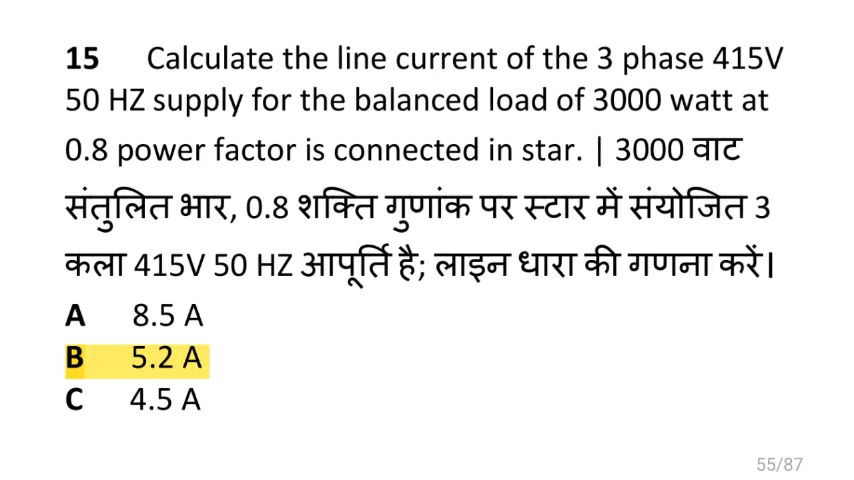 15 Calculate the line current of the 3 phase 415V
50 HZ supply for the balanced load of 3000 watt at
0.8 power factor is connected in star. | 3000 वाट
संतुलित भार, 0.8 शक्ति गुणांक पर स्टार में संयोजित 3
कला 415V 50 HZ आपूर्ति है; लाइन धारा की गणना करें।
A 8.5 A
B 5.2 A
C 4.5 A
55/87